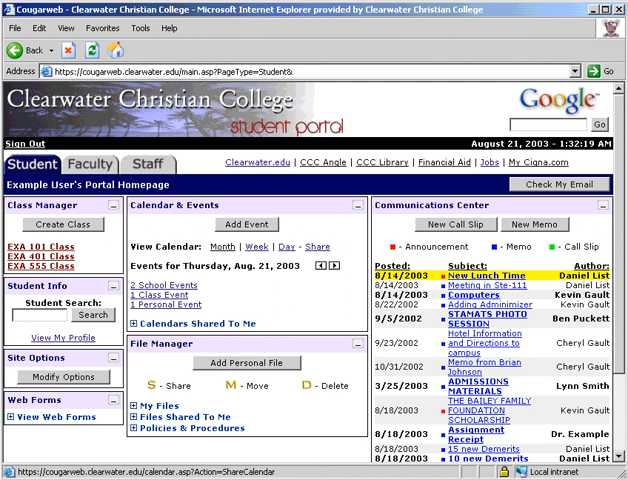 Cougarweb - Clearwater Christian College - Microsoft Internet Explorer provided by Clearwater Christian College
File Edit View Favorites Tools Help
Back
Address https://cougarweb.clearwater.edu/main.asp?PageType=Student& Go
Clearwater Christian College
student portal
Google
Go
Sign Out August 21, 2003 - 1:32:19 AM
Student Faculty Staff
Clearwater.edu | CCC Angle | CCC Library | Financial Aid | Jobs | My Cigna.com
Example User's Portal Homepage Check My Email
Class Manager
Create Class
EXA 101 Class
EXA 401 Class
EXA 555 Class
Student Info
Student Search:
Search
View My Profile
Site Options
Modify Options
Web Forms
View Web Forms
Calendar & Events
Add Event
View Calendar: Month | Week | Day - Share
Events for Thursday, Aug. 21, 2003
2 School Events
1 Class Event
1 Personal Event
Calendars Shared To Me
File Manager
Add Personal File
S - Share M - Move D - Delete
My Files
Files Shared To Me
Policies & Procedures
Communications Center
New Call Slip New Memo
- Announcement - Memo - Call Slip
Posted: Subject: Author:
8/14/2003 New Lunch Time Daniel List
8/14/2003 Meeting in Ste-111 Daniel List
8/14/2003 Computers Kevin Gault
8/22/2002 Adding Adminimizer Kevin Gault
9/5/2002 STAMATS PHOTO SESSION Ben Puckett
9/23/2002 Hotel Information and Directions to campus Cheryl Gault
10/31/2002 Memo from Brian Johnson Cheryl Gault
3/25/2003 ADMISSIONS MATERIALS Lynn Smith
8/18/2003 THE BAILEY FAMILY FOUNDATION SCHOLARSHIP Kevin Gault
8/18/2003 Assignment Receipt Dr. Example
8/18/2003 15 new Demerits Daniel List
8/18/2003 10 new Demerits Daniel List
https://cougarweb.clearwater.edu/calendar.asp?Action=ShareCalendar Local intranet